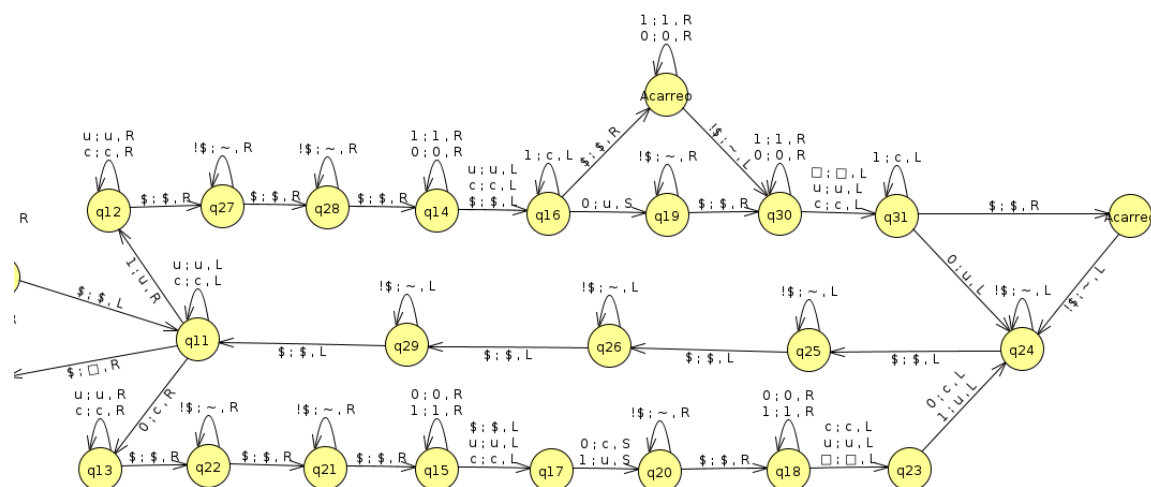 1 ; 1 , R
0 ; 0 , R
Acarreo
u ; u , R
c ; c , R
!$ ; ~ , R
!$ ; ~ , R
1 ; 1 , R
0 ; 0 , R
1 ; c , L
$ ; $ , R
!$ ; ~ , R
!$ ; ~ , L
1 ; 1 , R
0 ; 0 , R
1 ; c , L
q12
$ ; $ , R
q27
$ ; $ , R
q28
$ ; $ , R
q14
u ; u , L
c ; c , L
$ ; $ , L
q16
0 ; u , S
q19
$ ; $ , R
q30
□ ; □ , L
u ; u , L
c ; c , L
q31
$ ; $ , R
Acarreo
R
1 ; u , R
u ; u , L
c ; c , L
$ ; $ , L
!$ ; ~ , L
!$ ; ~ , L
!$ ; ~ , L
0 ; u , L
!$ ; ~ , L
!$ ; ~ , L
R
q11
$ ; $ , L
q29
$ ; $ , L
q26
$ ; $ , L
q25
$ ; $ , L
q24
$ ; □ , R
0 ; c , R
u ; u , R
c ; c , R
!$ ; ~ , R
!$ ; ~ , R
0 ; 0 , R
1 ; 1 , R
!$ ; ~ , R
0 ; 0 , R
1 ; 1 , R
0 ; c , L
1 ; u , L
q13
$ ; $ , R
q22
$ ; $ , R
q21
$ ; $ , R
q15
$ ; $ , L
u ; u , L
c ; c , L
q17
0 ; c , S
1 ; u , S
q20
$ ; $ , R
q18
c ; c , L
u ; u , L
□ ; □ , L
q23